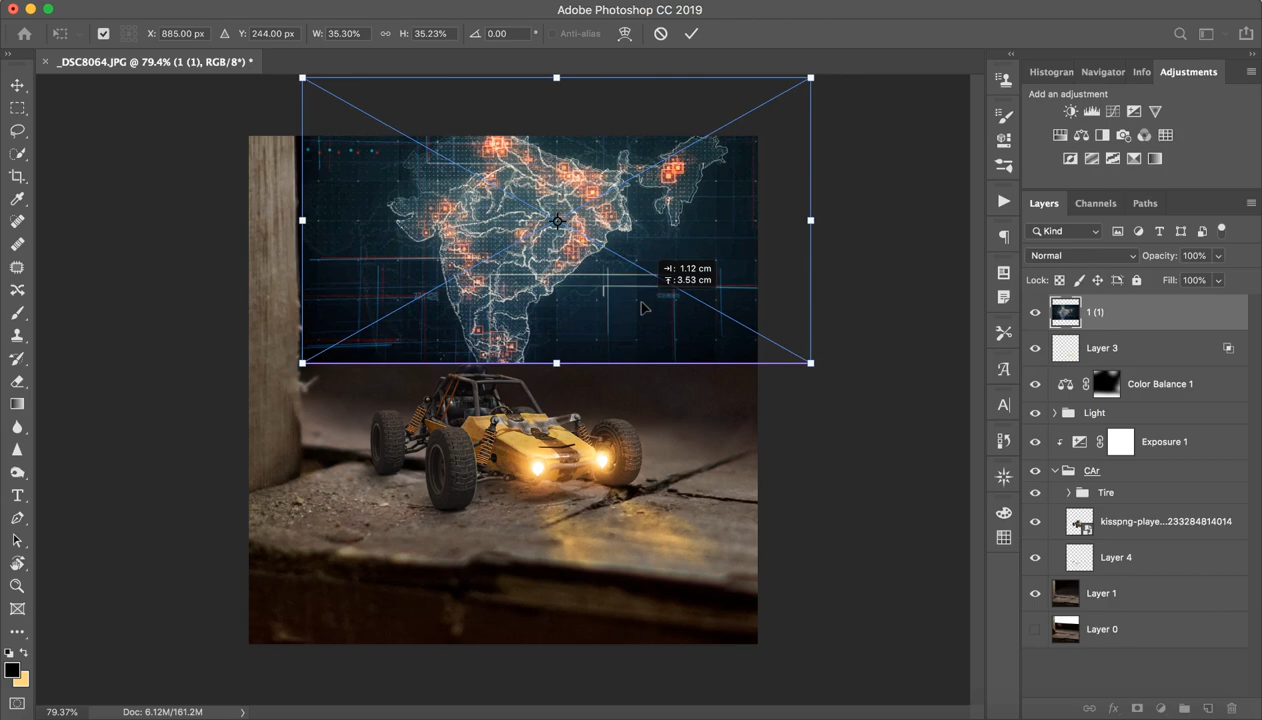 Adobe Photoshop CC 2019
X: 885.00 px Y: 244.00 px W: 35.30% H: 35.23% 0.00 ° Anti-alias
_DSC8064.JPG @ 79.4% (1 (1), RGB/8*) *
Histogran Navigator Info Adjustments
Add an adjustment
Layers Channels Paths
Kind
Normal Opacity: 100%
Lock: Fill: 100%
1 (1)
Layer 3
Color Balance 1
Light
Exposure 1
CAr
Tire
kisspng-playe...233284814014
Layer 4
Layer 1
Layer 0
: 1.12 cm
: 3.53 cm
79.37% Doc: 6.12M/161.2M